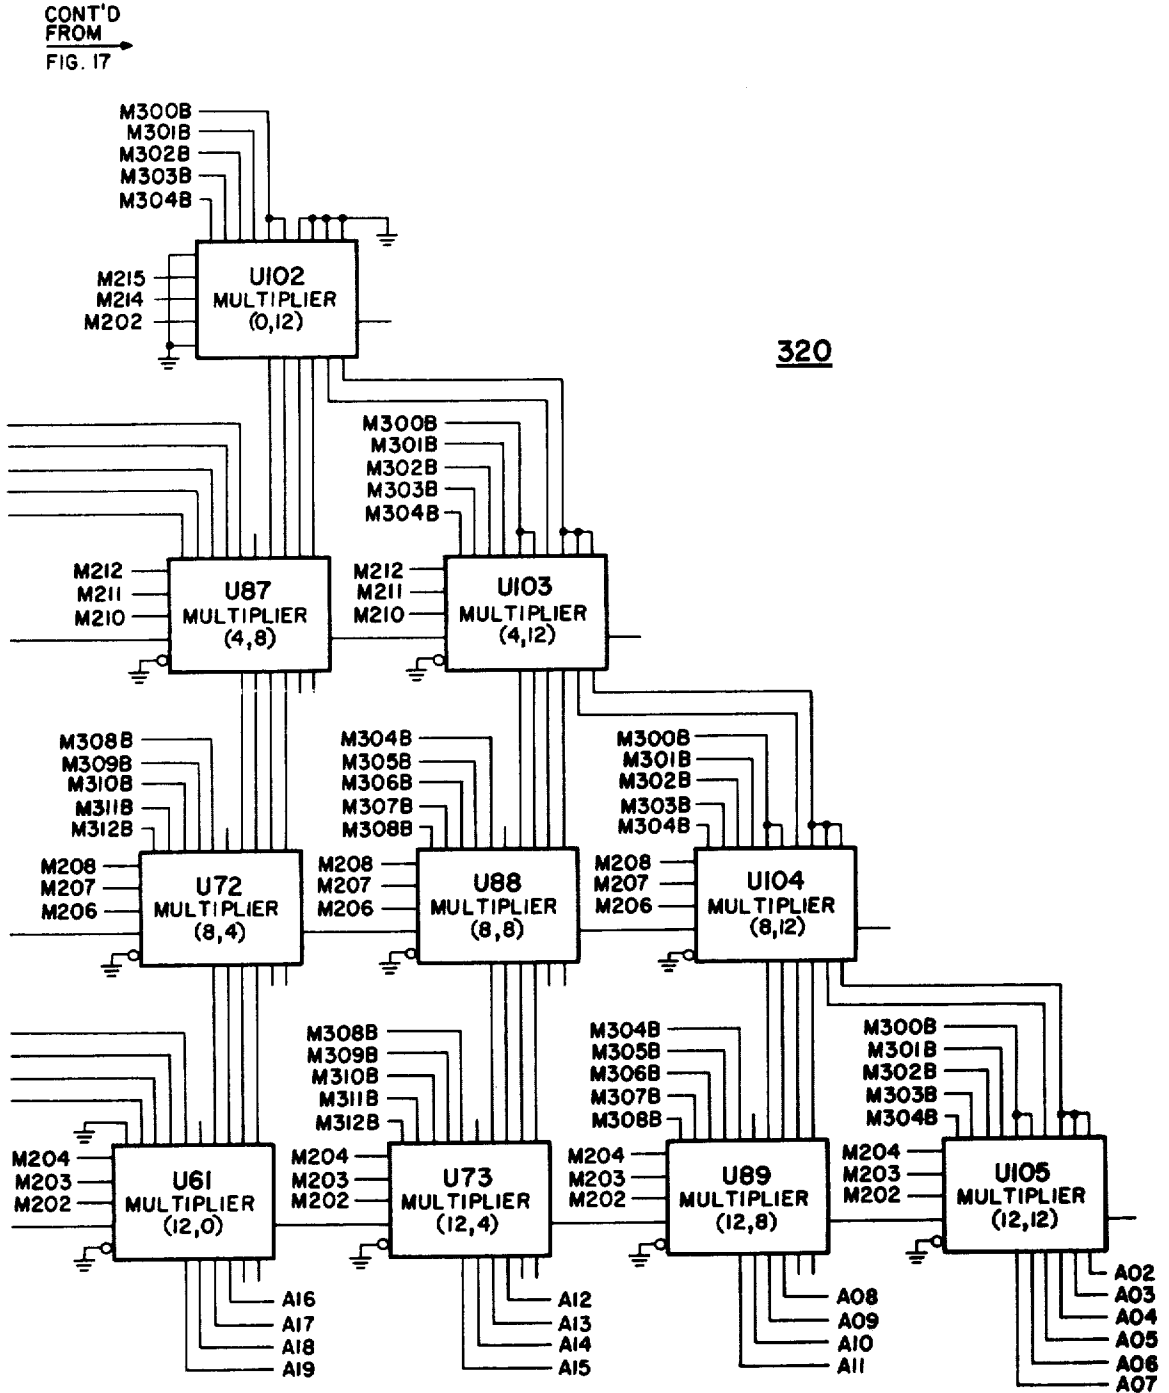 CONT'D
FROM
FIG. 17
M300B
M301B
M302B
M303B
M304B
U102
MULTIPLIER
(0,12)
M215
M214
M202
320
M300B
M301B
M302B
M303B
M304B
M212
M211
M210
U87
MULTIPLIER
(4,8)
M212
M211
M210
U103
MULTIPLIER
(4,12)
M308B
M309B
M310B
M311B
M312B
M304B
M305B
M306B
M307B
M308B
M300B
M301B
M302B
M303B
M304B
M208
M207
M206
U72
MULTIPLIER
(8,4)
M208
M207
M206
U88
MULTIPLIER
(8,8)
M208
M207
M206
U104
MULTIPLIER
(8,12)
M308B
M309B
M310B
M311B
M312B
M304B
M305B
M306B
M307B
M308B
M300B
M301B
M302B
M303B
M304B
M204
M203
M202
U61
MULTIPLIER
(12,0)
M204
M203
M202
U73
MULTIPLIER
(12,4)
M204
M203
M202
U89
MULTIPLIER
(12,8)
M204
M203
M202
U105
MULTIPLIER
(12,12)
A16
A17
A18
A19
A12
A13
A14
A15
A08
A09
A10
A11
A02
A03
A04
A05
A06
A07